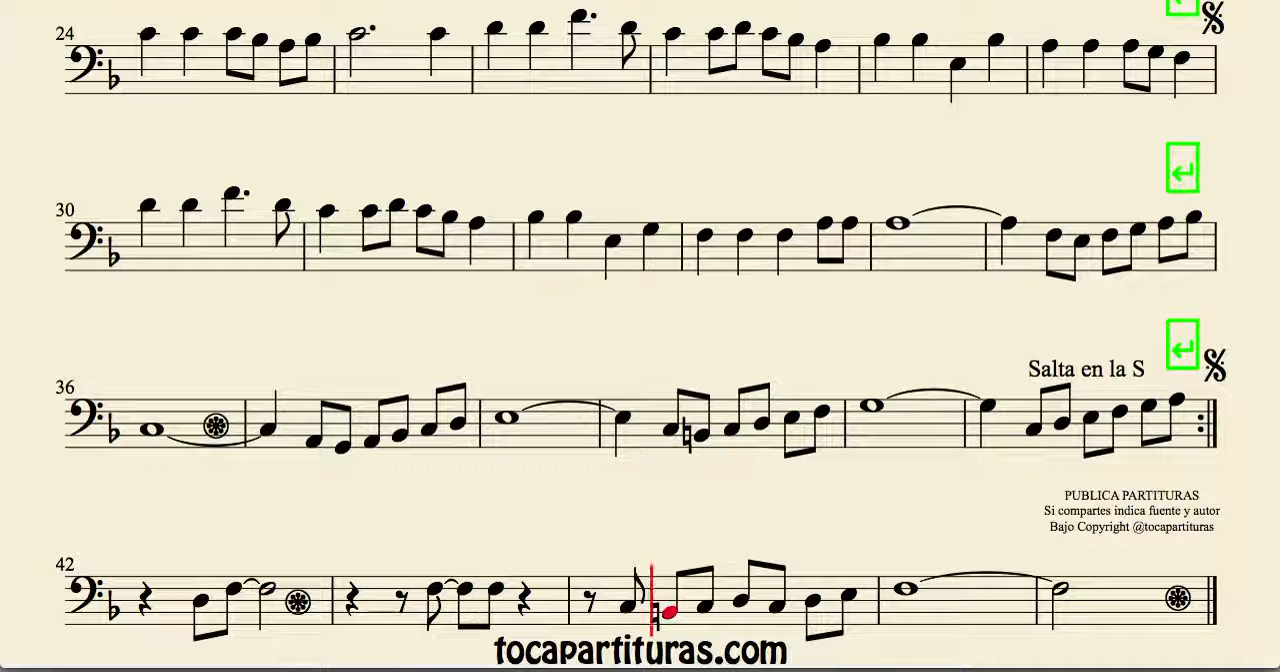 24
30
36
Salta en la S
PUBLICA PARTITURAS
Si compartes indica fuente y autor
Bajo Copyright @tocapartituras
42
tocapartituras.com